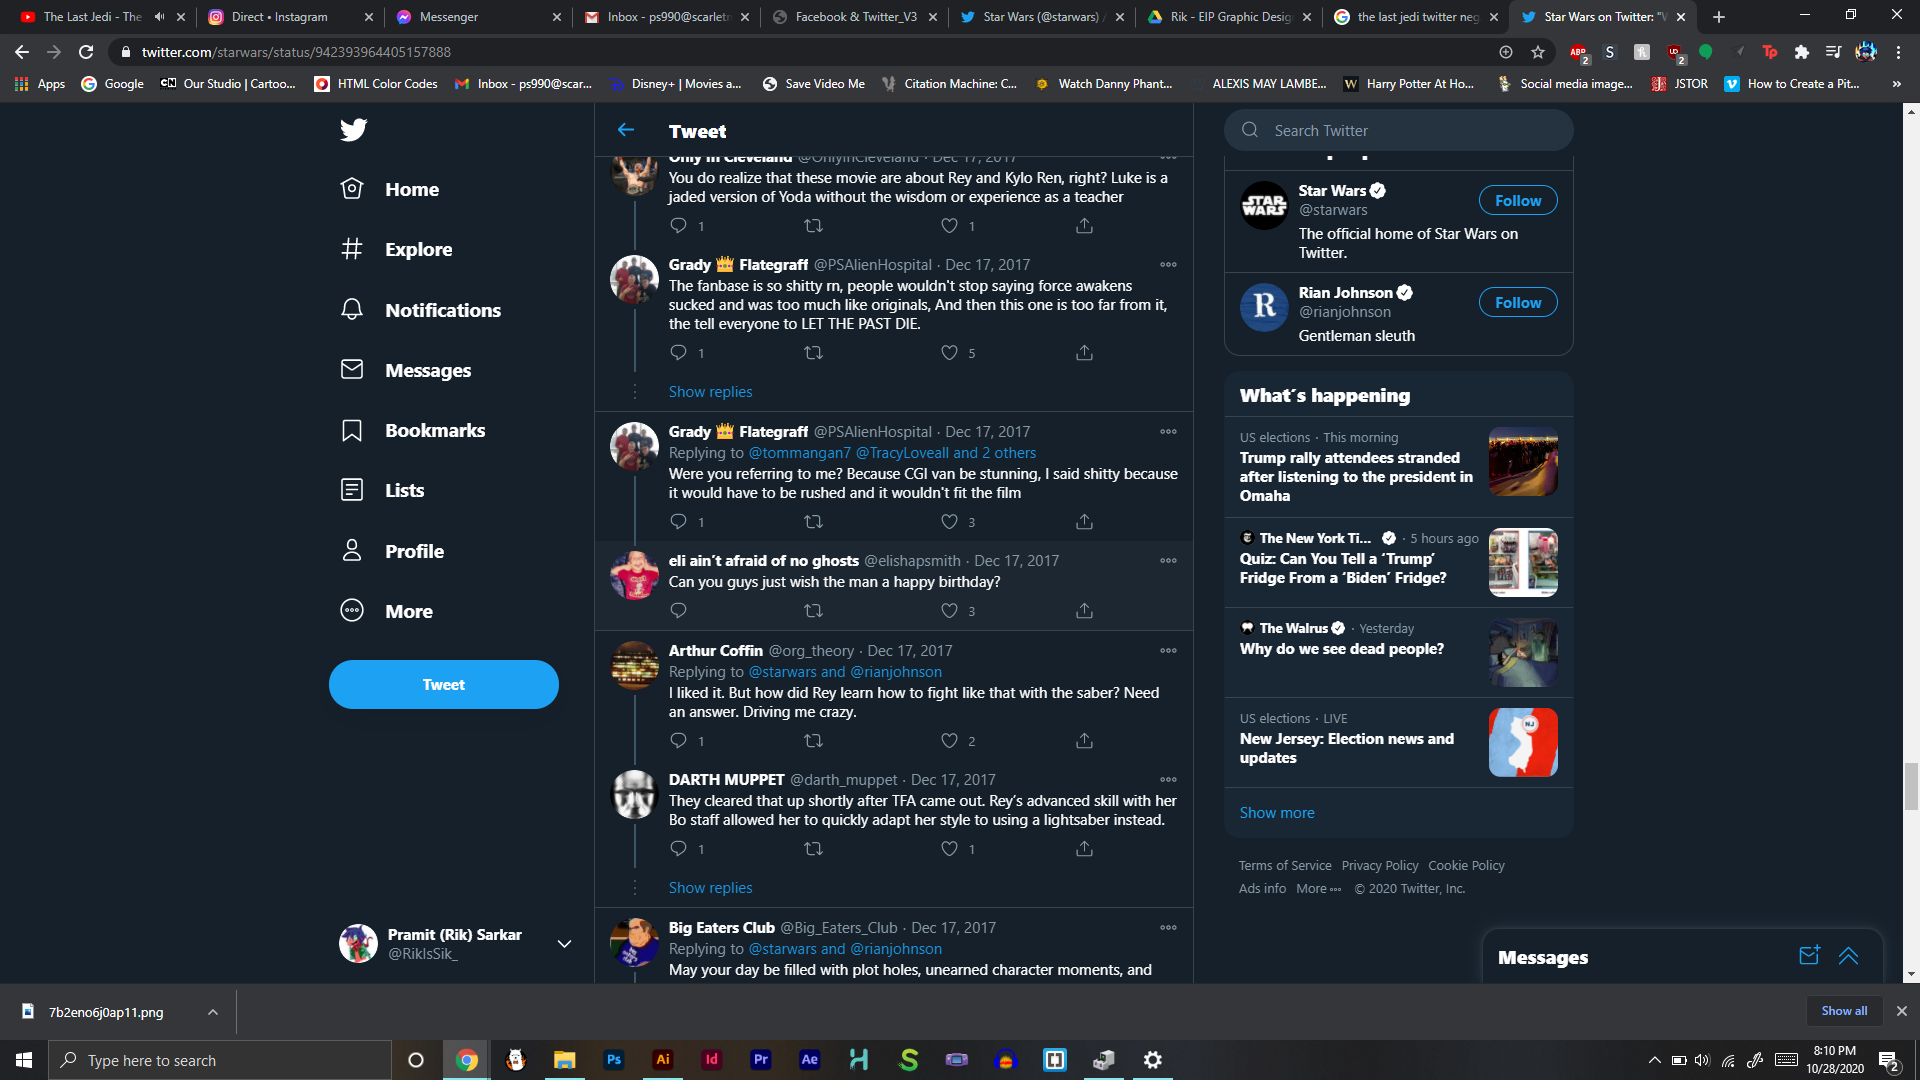 The Last Jedi - The
Direct • Instagram
Messenger
Inbox - ps990@scarletm
Facebook & Twitter_V3
Star Wars (@starwars) /
Rik - EIP Graphic Desig
the last jedi twitter neg
Star Wars on Twitter: "W
twitter.com/starwars/status/942393964405157888
Apps
Google
Our Studio | Cartoo...
HTML Color Codes
Inbox - ps990@scar...
Disney+ | Movies a...
Save Video Me
Citation Machine: C...
Watch Danny Phant...
ALEXIS MAY LAMBE...
Harry Potter At Ho...
Social media image...
JSTOR
How to Create a Pit...
»
Home
Explore
Notifications
Messages
Bookmarks
Lists
Profile
More
Tweet
Pramit (Rik) Sarkar
@RikIsSik_
Tweet
Only in Cleveland @OnlyInCleveland · Dec 17, 2017
You do realize that these movie are about Rey and Kylo Ren, right? Luke is a
jaded version of Yoda without the wisdom or experience as a teacher
1 1
Grady 👑 Flategraff @PSAlienHospital · Dec 17, 2017
The fanbase is so shitty rn, people wouldn't stop saying force awakens
sucked and was too much like originals, And then this one is too far from it,
the tell everyone to LET THE PAST DIE.
1 5
Show replies
Grady 👑 Flategraff @PSAlienHospital · Dec 17, 2017
Replying to @tommangan7 @TracyLoveall and 2 others
Were you referring to me? Because CGI van be stunning, I said shitty because
it would have to be rushed and it wouldn't fit the film
1 3
eli ain't afraid of no ghosts @elishapsmith · Dec 17, 2017
Can you guys just wish the man a happy birthday?
3
Arthur Coffin @org_theory · Dec 17, 2017
Replying to @starwars and @rianjohnson
I liked it. But how did Rey learn how to fight like that with the saber? Need
an answer. Driving me crazy.
1 2
DARTH MUPPET @darth_muppet · Dec 17, 2017
They cleared that up shortly after TFA came out. Rey's advanced skill with her
Bo staff allowed her to quickly adapt her style to using a lightsaber instead.
1 1
Show replies
Big Eaters Club @Big_Eaters_Club · Dec 17, 2017
Replying to @starwars and @rianjohnson
May your day be filled with plot holes, unearned character moments, and
Search Twitter
STAR WARS
Star Wars
@starwars
Follow
The official home of Star Wars on
Twitter.
R
Rian Johnson
@rianjohnson
Follow
Gentleman sleuth
What's happening
US elections · This morning
Trump rally attendees stranded
after listening to the president in
Omaha
The New York Ti... · 5 hours ago
Quiz: Can You Tell a 'Trump'
Fridge From a 'Biden' Fridge?
The Walrus · Yesterday
Why do we see dead people?
US elections · LIVE
New Jersey: Election news and
updates
NJ
Show more
Terms of Service Privacy Policy Cookie Policy
Ads info More ••• © 2020 Twitter, Inc.
Messages
7b2eno6j0ap11.png
Show all
Type here to search
Ps
Ai
Id
Pr
Ae
8:10 PM
10/28/2020
2